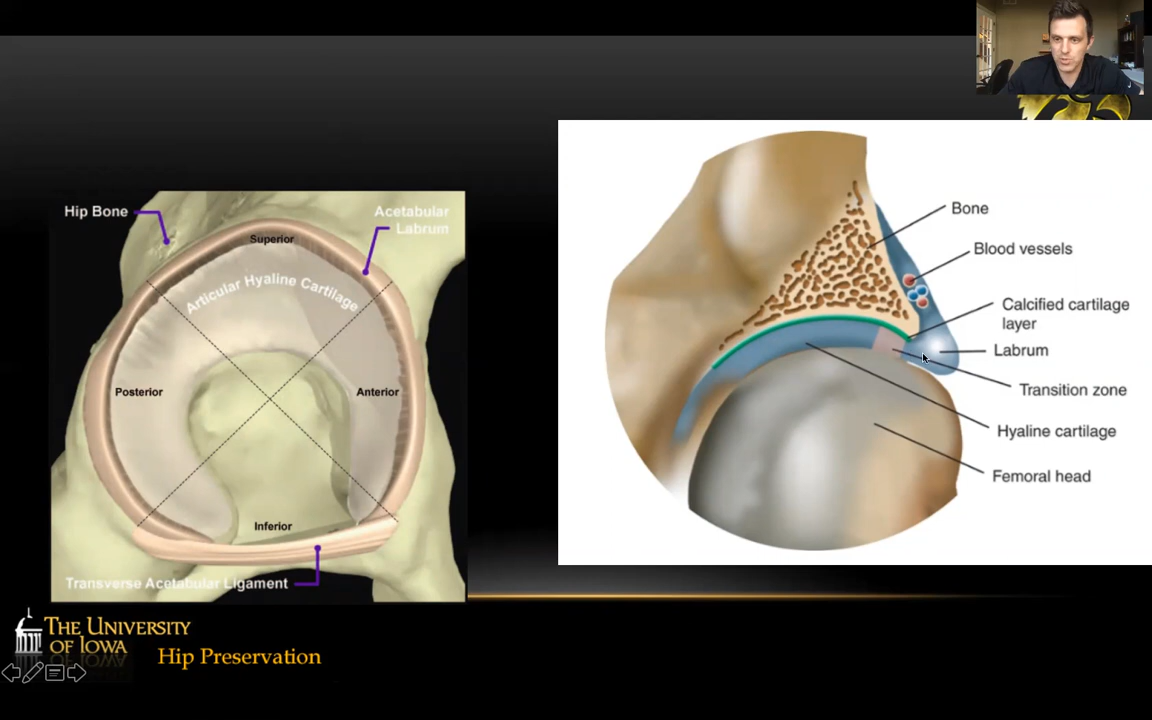 Hip Bone
Acetabular
Labrum
Superior
Articular Hyaline Cartilage
Posterior
Anterior
Inferior
Transverse Acetabular Ligament
Bone
Blood vessels
Calcified cartilage
layer
Labrum
Transition zone
Hyaline cartilage
Femoral head
THE UNIVERSITY
OF IOWA
Hip Preservation